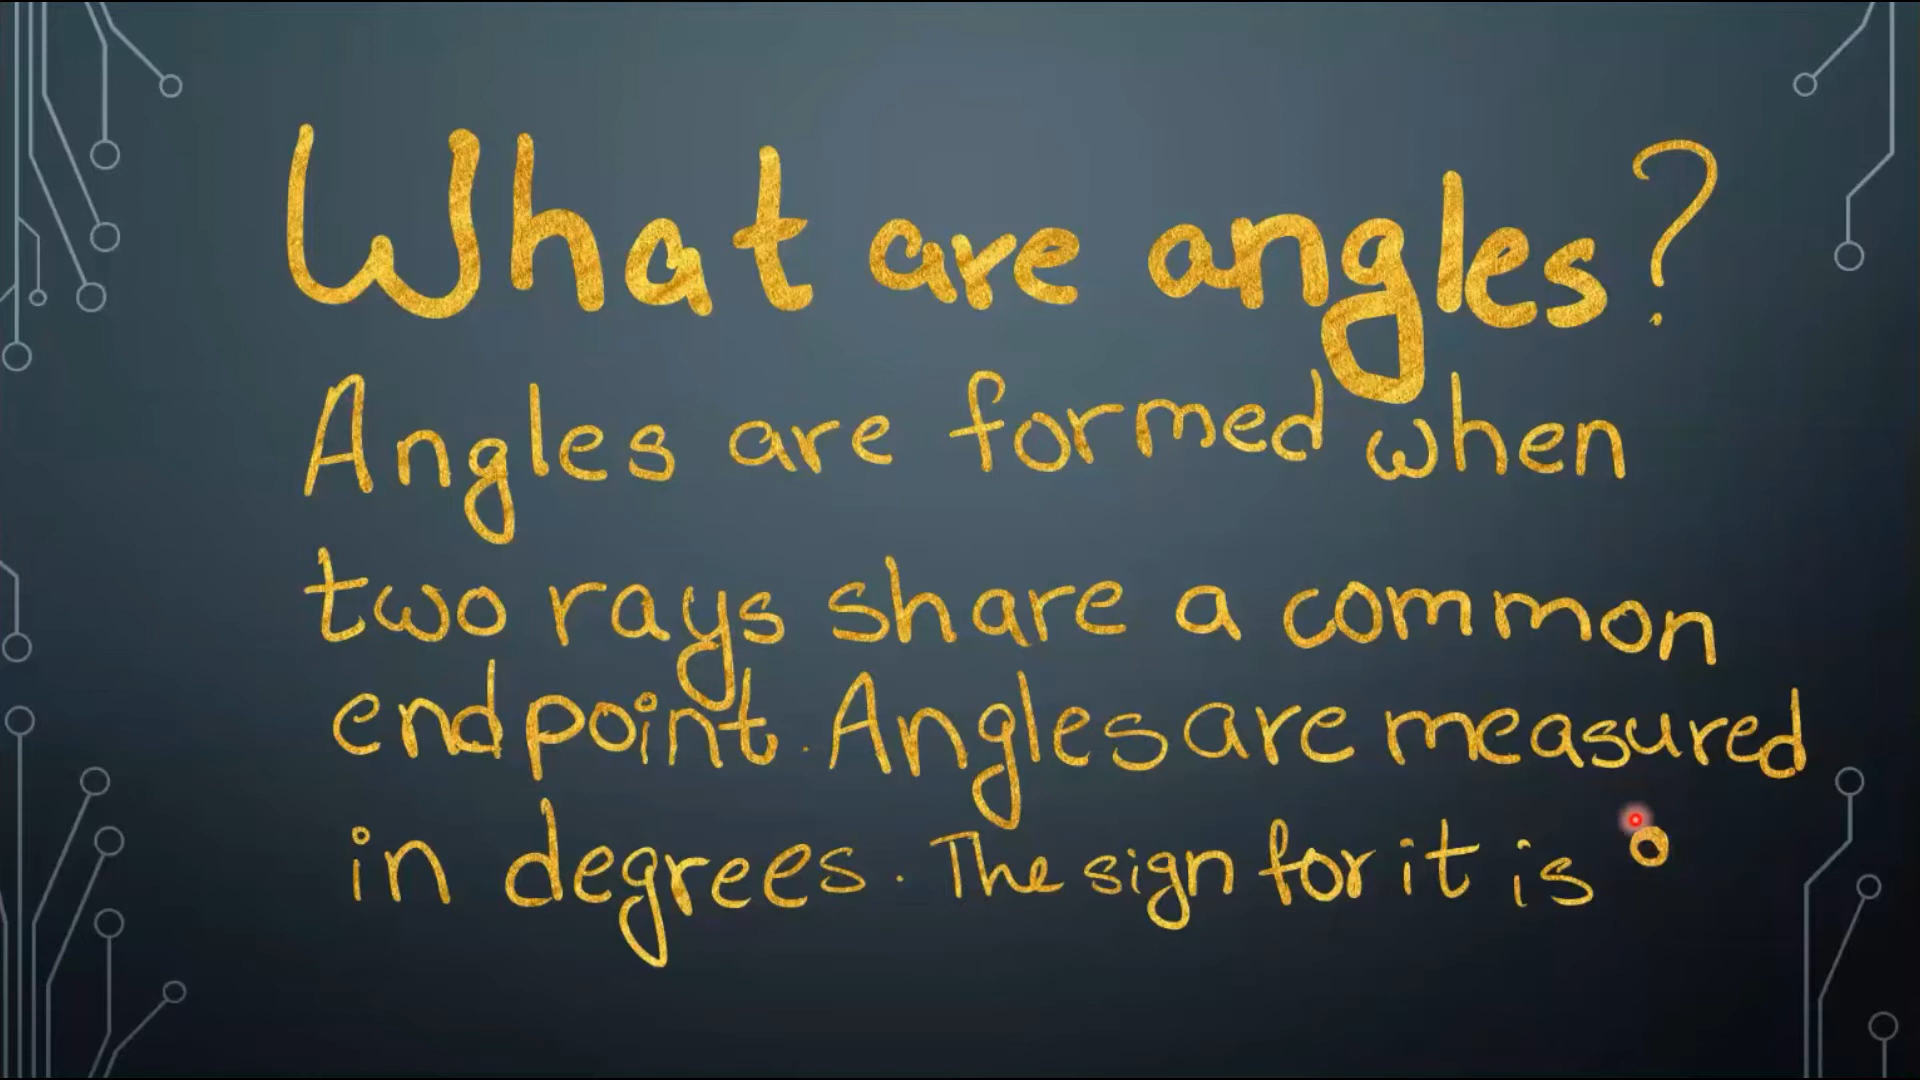 What are angles?
Angles are formed when
two rays share a common
endpoint. Angles are measured
in degrees. The sign for it is °